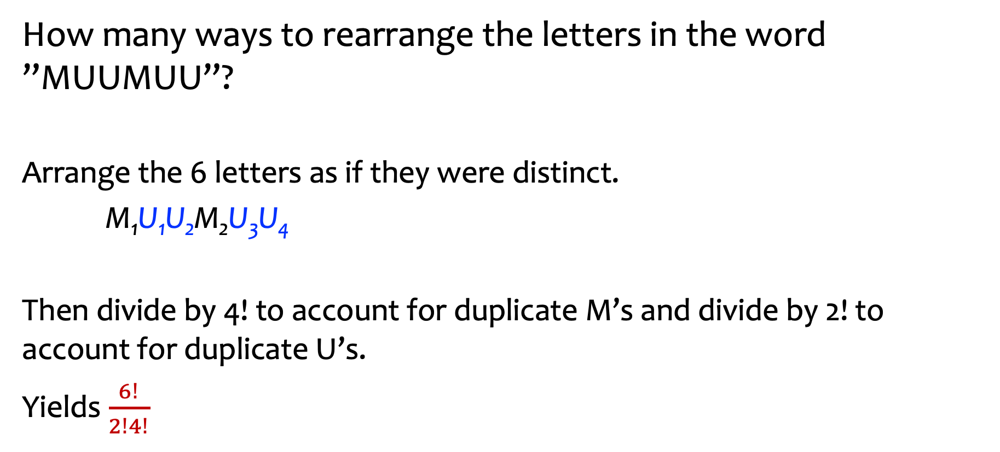 How many ways to rearrange the letters in the word
”MUUMUU”?
Arrange the 6 letters as if they were distinct.
M₁U₁U₂M₂U₃U₄
Then divide by 4! to account for duplicate M’s and divide by 2! to
account for duplicate U’s.
Yields 6!/2!4!